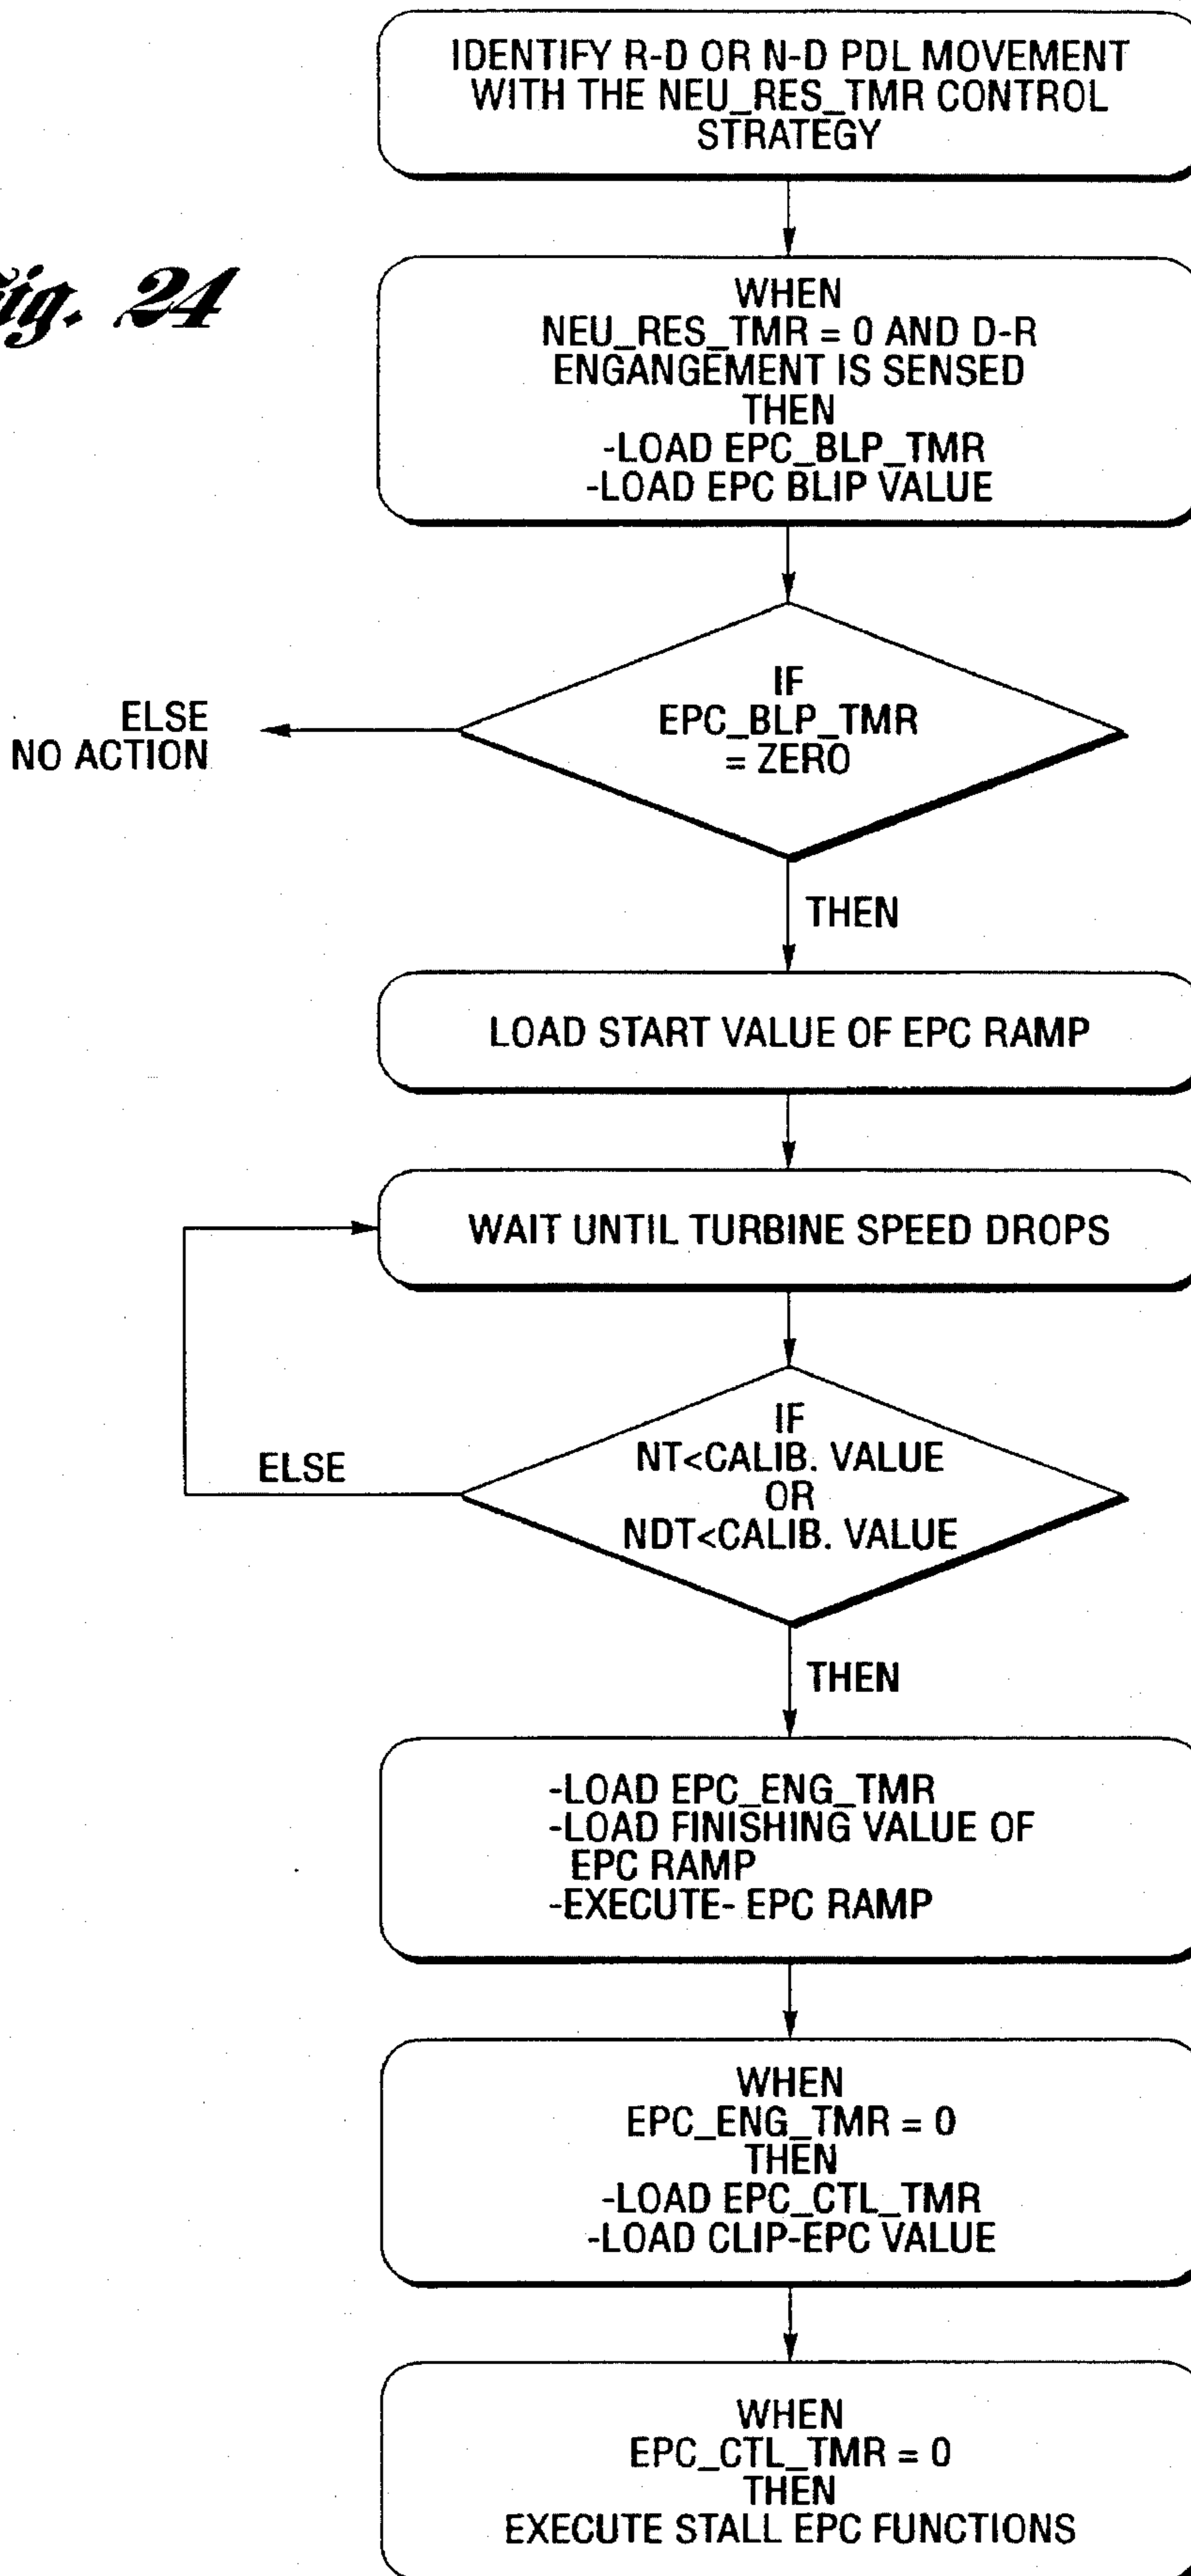 IDENTIFY R-D OR N-D PDL MOVEMENT
WITH THE NEU_RES_TMR CONTROL
STRATEGY
ig. 24
WHEN
NEU_RES_TMR = 0 AND D-R
ENGANGEMENT IS SENSED
THEN
-LOAD EPC_BLP_TMR
-LOAD EPC BLIP VALUE
IF
EPC_BLP_TMR
= ZERO
ELSE
NO ACTION
THEN
LOAD START VALUE OF EPC RAMP
WAIT UNTIL TURBINE SPEED DROPS
IF
NT<CALIB. VALUE
OR
NDT<CALIB. VALUE
ELSE
THEN
-LOAD EPC_ENG_TMR
-LOAD FINISHING VALUE OF
EPC RAMP
-EXECUTE- EPC RAMP
WHEN
EPC_ENG_TMR = 0
THEN
-LOAD EPC_CTL_TMR
-LOAD CLIP-EPC VALUE
WHEN
EPC_CTL_TMR = 0
THEN
EXECUTE STALL EPC FUNCTIONS